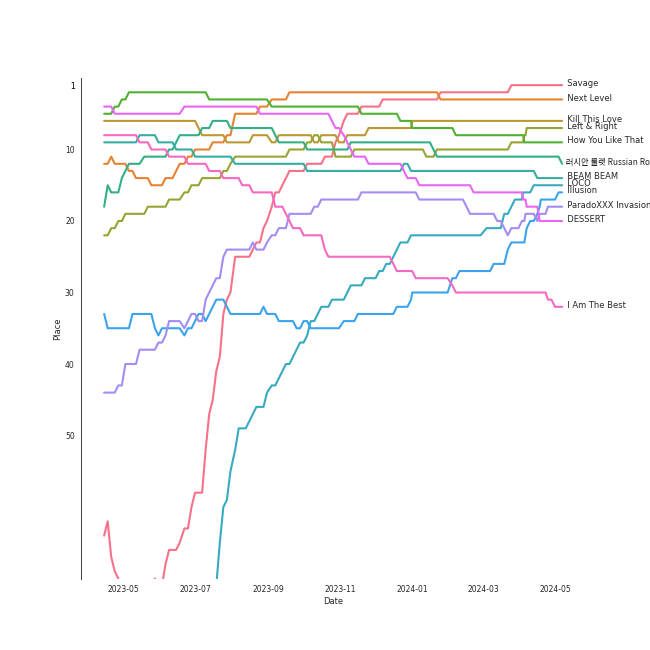 1
10
20
30
40
50
Place
2023-05
2023-07
2023-09
2023-11
2024-01
2024-03
2024-05
Date
Savage
Next Level
Kill This Love
Left & Right
How You Like That
러시안 룰렛 Russian Ro
BEAM BEAM
LOCO
Illusion
ParadoXXX Invasion
DESSERT
I Am The Best